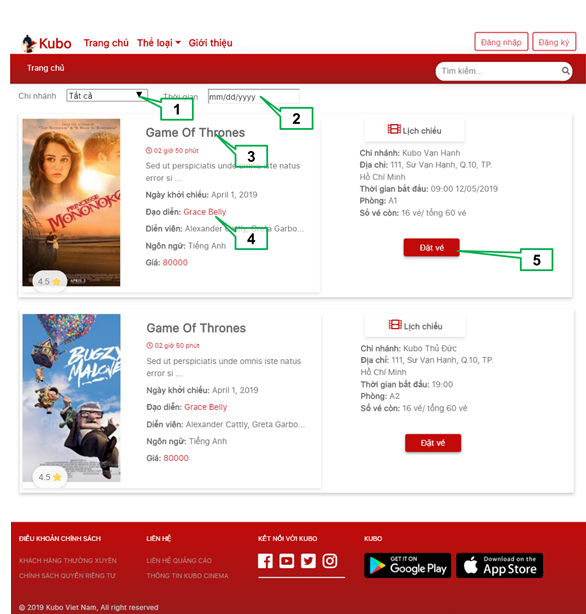 Kubo Trang chủ Thể loại Giới thiệu Đăng nhập Đăng ký
Trang chủ Tìm kiếm...
Chi nhánh Tất cả Thời gian mm/dd/yyyy
1
2
Game Of Thrones
3
02 giờ 50 phút
Sed ut perspiciatis unde omnis iste natus
error si ...
Ngày khởi chiếu: April 1, 2019
Đạo diễn: Grace Belly
4
Diễn viên: Alexander Cattly, Greta Garbo...
Ngôn ngữ: Tiếng Anh
Giá: 80000
PRINCESS
MONONOKE
4.5
Lịch chiếu
Chi nhánh: Kubo Vạn Hạnh
Địa chỉ: 111, Sư Vạn Hạnh, Q.10, TP.
Hồ Chí Minh
Thời gian bắt đầu: 09:00 12/05/2019
Phòng: A1
Số vé còn: 16 vé/ tổng 60 vé
Đặt vé
5
Game Of Thrones
02 giờ 50 phút
Sed ut perspiciatis unde omnis iste natus
error si ...
Ngày khởi chiếu: April 1, 2019
Đạo diễn: Grace Belly
Diễn viên: Alexander Cattly, Greta Garbo...
Ngôn ngữ: Tiếng Anh
Giá: 80000
BUGZY
MALONE
4.5
Lịch chiếu
Chi nhánh: Kubo Thủ Đức
Địa chỉ: 111, Sư Vạn Hạnh, Q.10, TP.
Hồ Chí Minh
Thời gian bắt đầu: 19:00
Phòng: A2
Số vé còn: 16 vé/ tổng 60 vé
Đặt vé
ĐIỀU KHOẢN CHÍNH SÁCH LIÊN HỆ KẾT NỐI VỚI KUBO KUBO
KHÁCH HÀNG THƯỜNG XUYÊN LIÊN HỆ QUẢNG CÁO
CHÍNH SÁCH QUYỀN RIÊNG TƯ THÔNG TIN KUBO CINEMA
GET IT ON
Google Play
Download on the
App Store
© 2019 Kubo Viet Nam, All right reserved